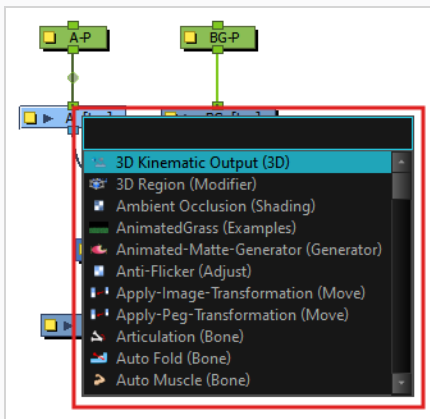 A-P
BG-P
3D Kinematic Output (3D)
3D Region (Modifier)
Ambient Occlusion (Shading)
AnimatedGrass (Examples)
Animated-Matte-Generator (Generator)
Anti-Flicker (Adjust)
Apply-Image-Transformation (Move)
Apply-Peg-Transformation (Move)
Articulation (Bone)
Auto Fold (Bone)
Auto Muscle (Bone)